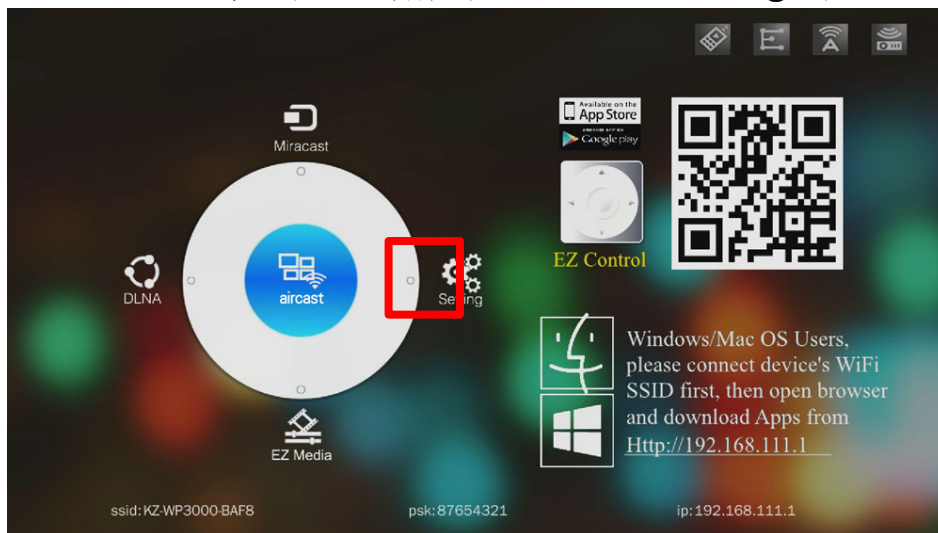 Miracast
DLNA
aircast
Setting
EZ Media
Available on the
App Store
Google play
EZ Control
Windows/Mac OS Users,
please connect device's WiFi
SSID first, then open browser
and download Apps from
Http://192.168.111.1
ssid:KZ-WP3000-BAF8
psk:87654321
ip:192.168.111.1